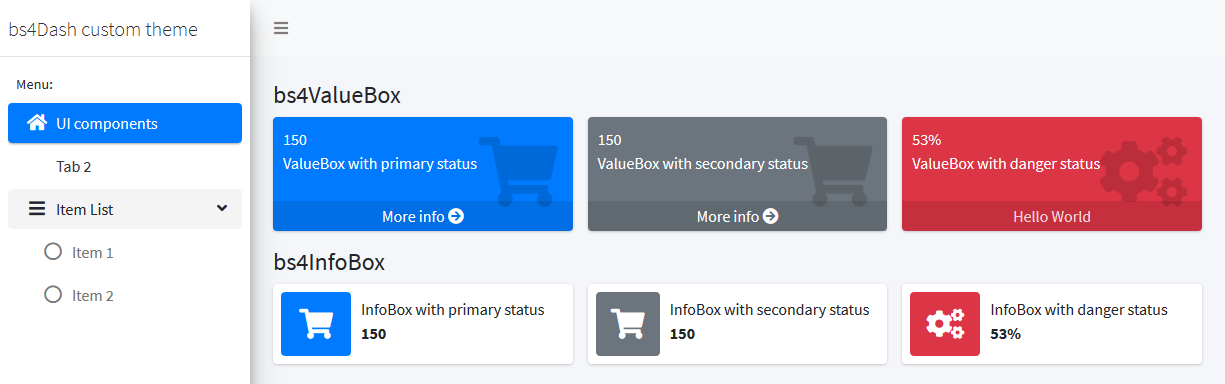 bs4Dash custom theme
Menu:
UI components
Tab 2
Item List
Item 1
Item 2
bs4ValueBox
150
ValueBox with primary status
More info
150
ValueBox with secondary status
More info
53%
ValueBox with danger status
Hello World
bs4InfoBox
InfoBox with primary status
150
InfoBox with secondary status
150
InfoBox with danger status
53%